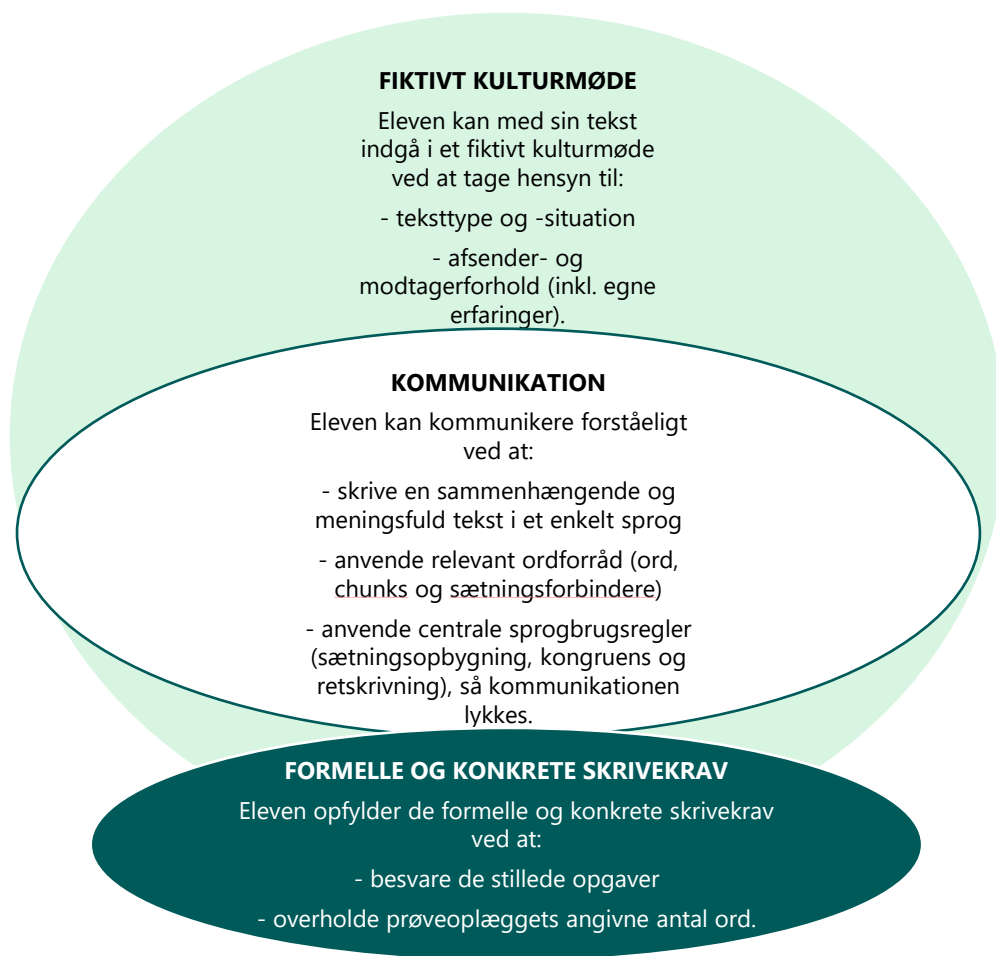 FIKTIVT KULTURMØDE
Eleven kan med sin tekst
indgå i et fiktivt kulturmøde
ved at tage hensyn til:
- teksttype og -situation
- afsender- og
modtagerforhold (inkl. egne
erfaringer).
KOMMUNIKATION
Eleven kan kommunikere forståeligt
ved at:
- skrive en sammenhængende og
meningsfuld tekst i et enkelt sprog
- anvende relevant ordforråd (ord,
chunks og sætningsforbindere)
- anvende centrale sprogbrugsregler
(sætningsopbygning, kongruens og
retskrivning), så kommunikationen
lykkes.
FORMELLE OG KONKRETE SKRIVEKRAV
Eleven opfylder de formelle og konkrete skrivekrav
ved at:
- besvare de stillede opgaver
- overholde prøveoplæggets angivne antal ord.